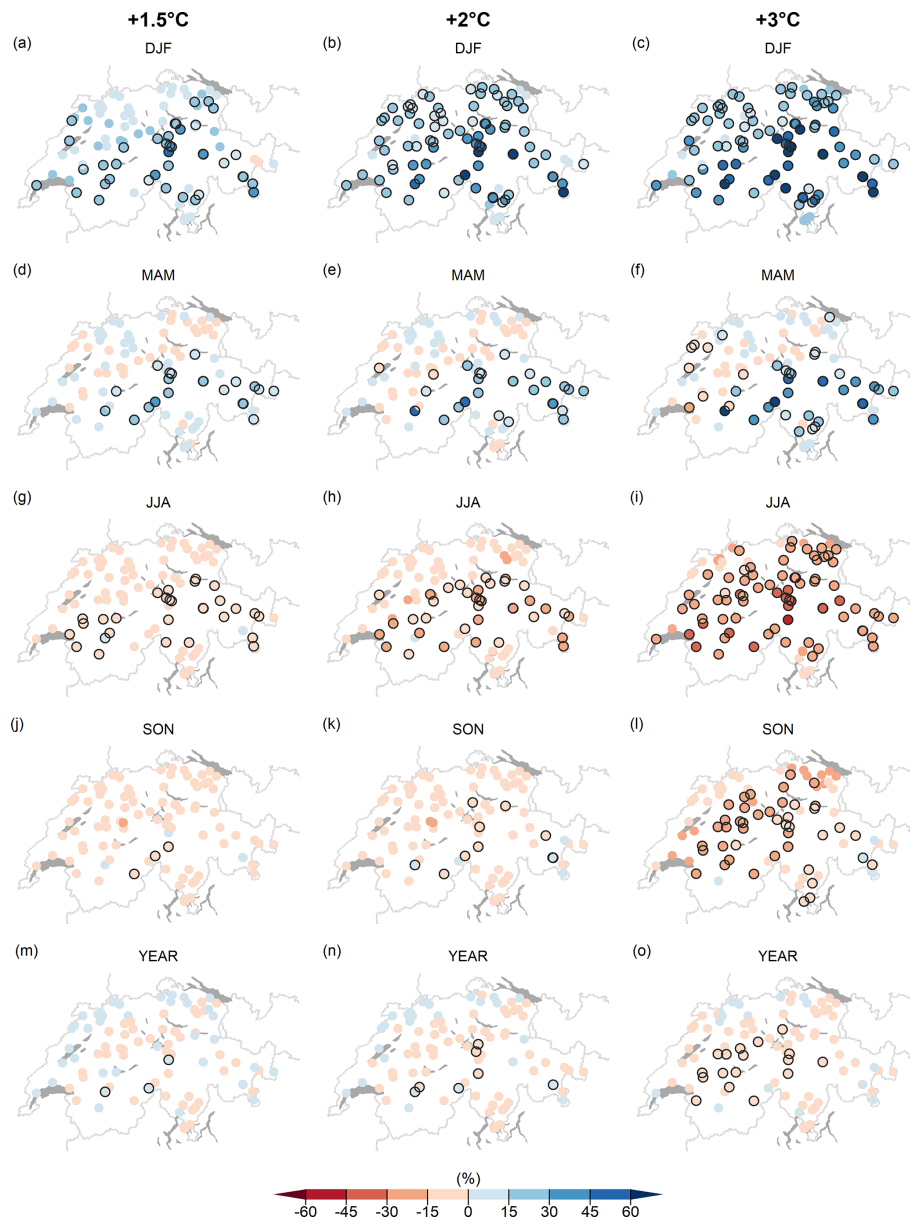 +1.5°C +2°C +3°C
(a) (b) (c)
DJF DJF DJF
(d) (e) (f)
MAM MAM MAM
(g) (h) (i)
JJA JJA JJA
(j) (k) (l)
SON SON SON
(m) (n) (o)
YEAR YEAR YEAR
(%)
-60 -45 -30 -15 0 15 30 45 60